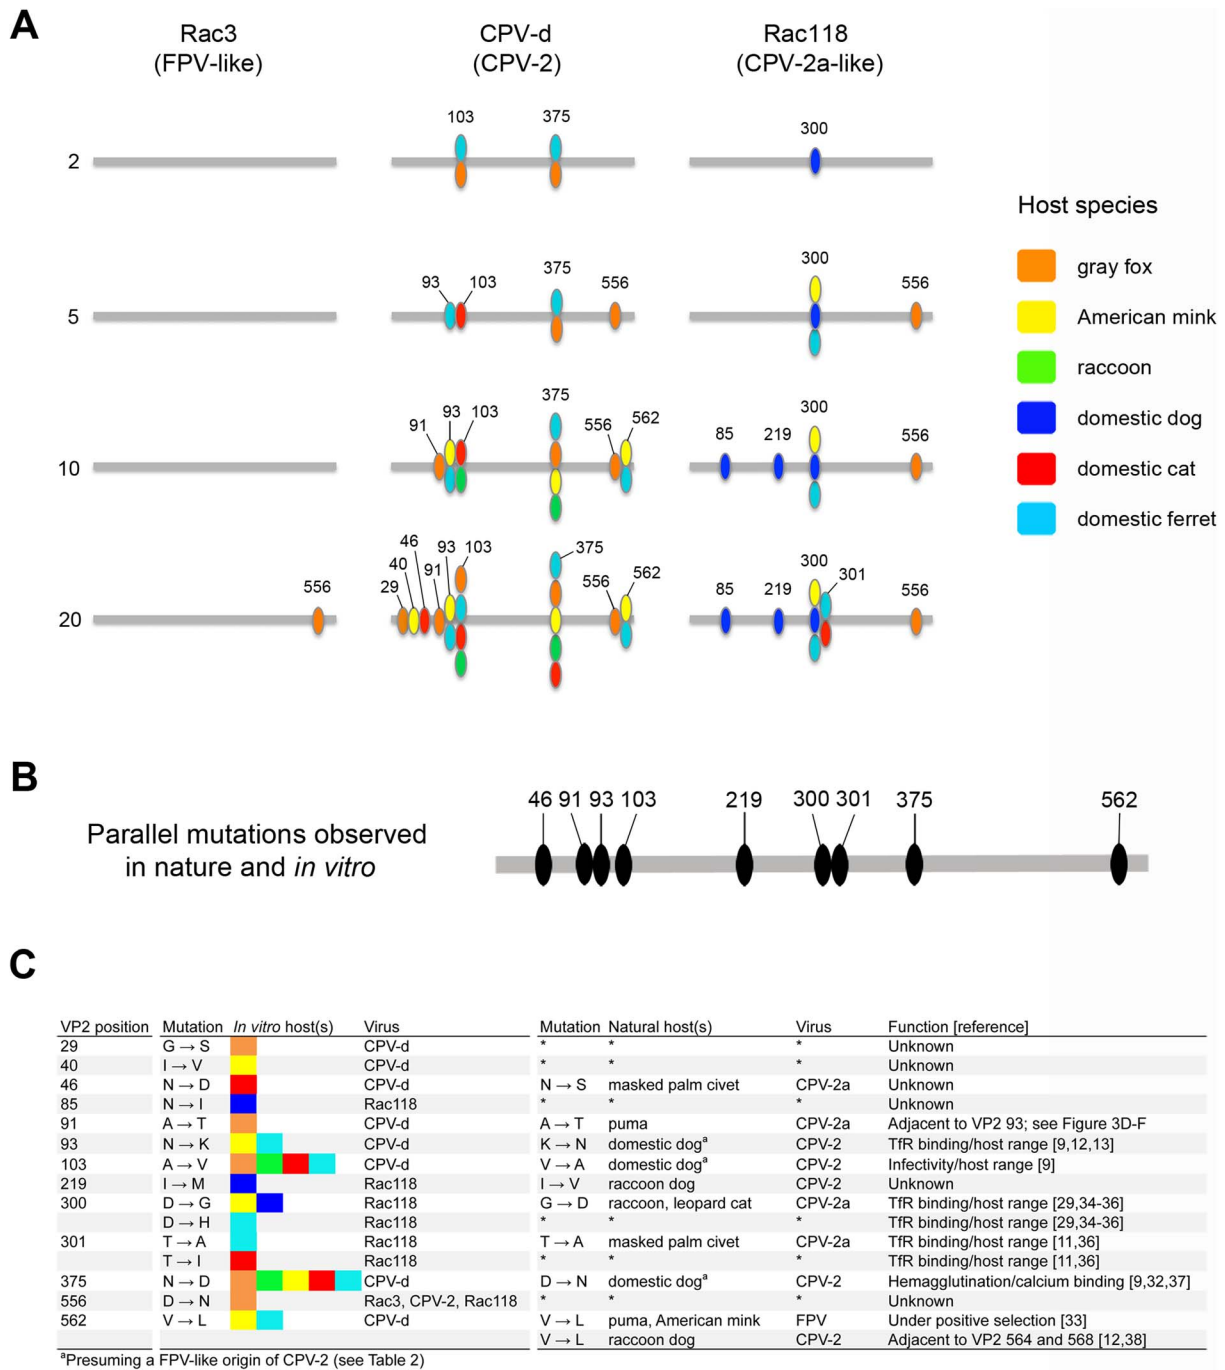 A
Rac3 CPV-d Rac118
(FPV-like) (CPV-2) (CPV-2a-like)
103 375 300
2
Host species
gray fox
American mink
raccoon
domestic dog
domestic cat
domestic ferret
93 103 375 556 300 556
5
91 93 103 375 556 562 85 219 300 556
10
556 29 40 46 91 93 103 375 556 562 85 219 300 301 556
20
B
46 91 93 103 219 300 301 375 562
Parallel mutations observed
in nature and in vitro
C
VP2 position Mutation In vitro host(s) Virus Mutation Natural host(s) Virus Function [reference]
29 G → S CPV-d * * * Unknown
40 I → V CPV-d * * * Unknown
46 N → D CPV-d N → S masked palm civet CPV-2a Unknown
85 N → I Rac118 * * * Unknown
91 A → T CPV-d A → T puma CPV-2a Adjacent to VP2 93; see Figure 3D-F
93 N → K CPV-d K → N domestic dogᵃ CPV-2 TfR binding/host range [9,12,13]
103 A → V CPV-d V → A domestic dogᵃ CPV-2 Infectivity/host range [9]
219 I → M Rac118 I → V raccoon dog CPV-2 Unknown
300 D → G Rac118 G → D raccoon, leopard cat CPV-2a TfR binding/host range [29,34-36]
D → H Rac118 * * * TfR binding/host range [29,34-36]
301 T → A Rac118 T → A masked palm civet CPV-2a TfR binding/host range [11,36]
T → I Rac118 * * * TfR binding/host range [11,36]
375 N → D CPV-d D → N domestic dogᵃ CPV-2 Hemagglutination/calcium binding [9,32,37]
556 D → N Rac3, CPV-2, Rac118 * * * Unknown
562 V → L CPV-d V → L puma, American mink FPV Under positive selection [33]
V → L raccoon dog CPV-2 Adjacent to VP2 564 and 568 [12,38]
ᵃPresuming a FPV-like origin of CPV-2 (see Table 2)